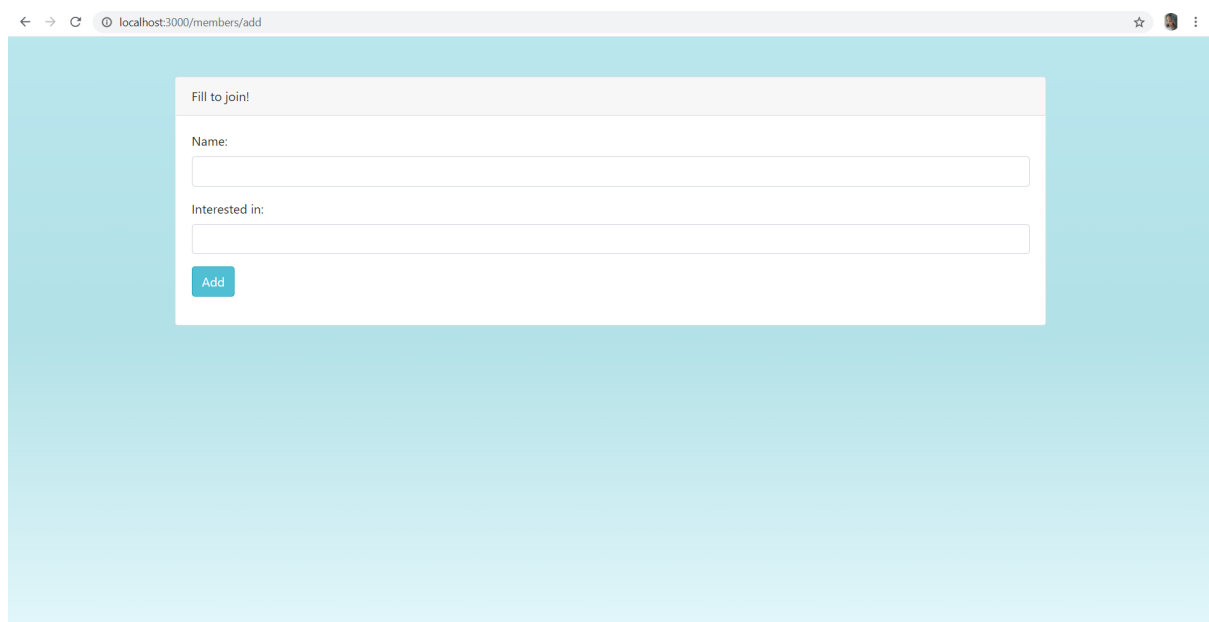 localhost:3000/members/add
Fill to join!
Name:
Interested in:
Add